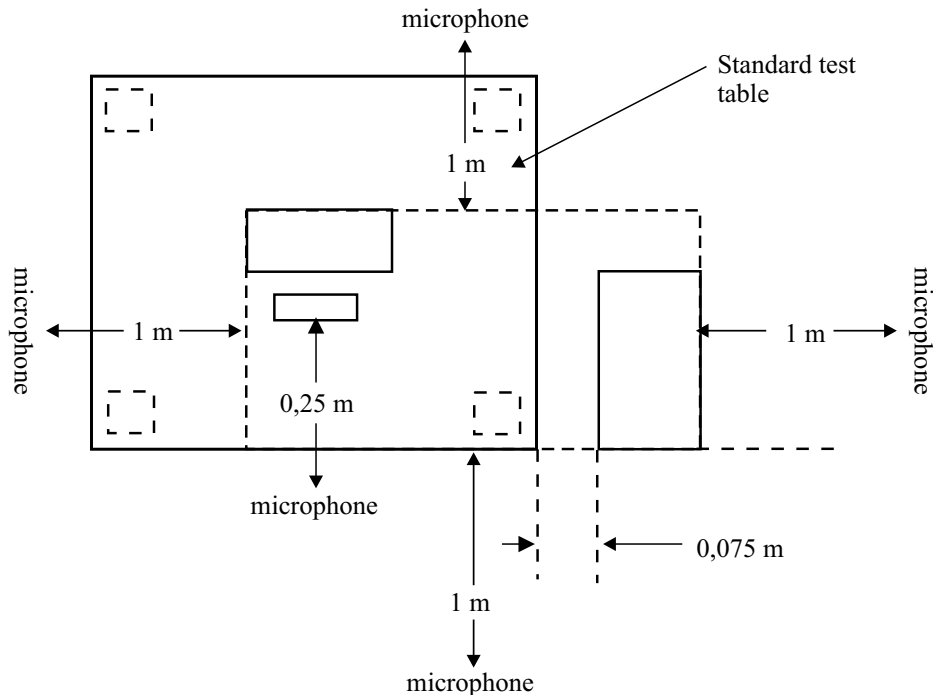 microphone
Standard test
table
1 m
microphone
1 m
1 m
microphone
0,25 m
microphone
0,075 m
1 m
microphone